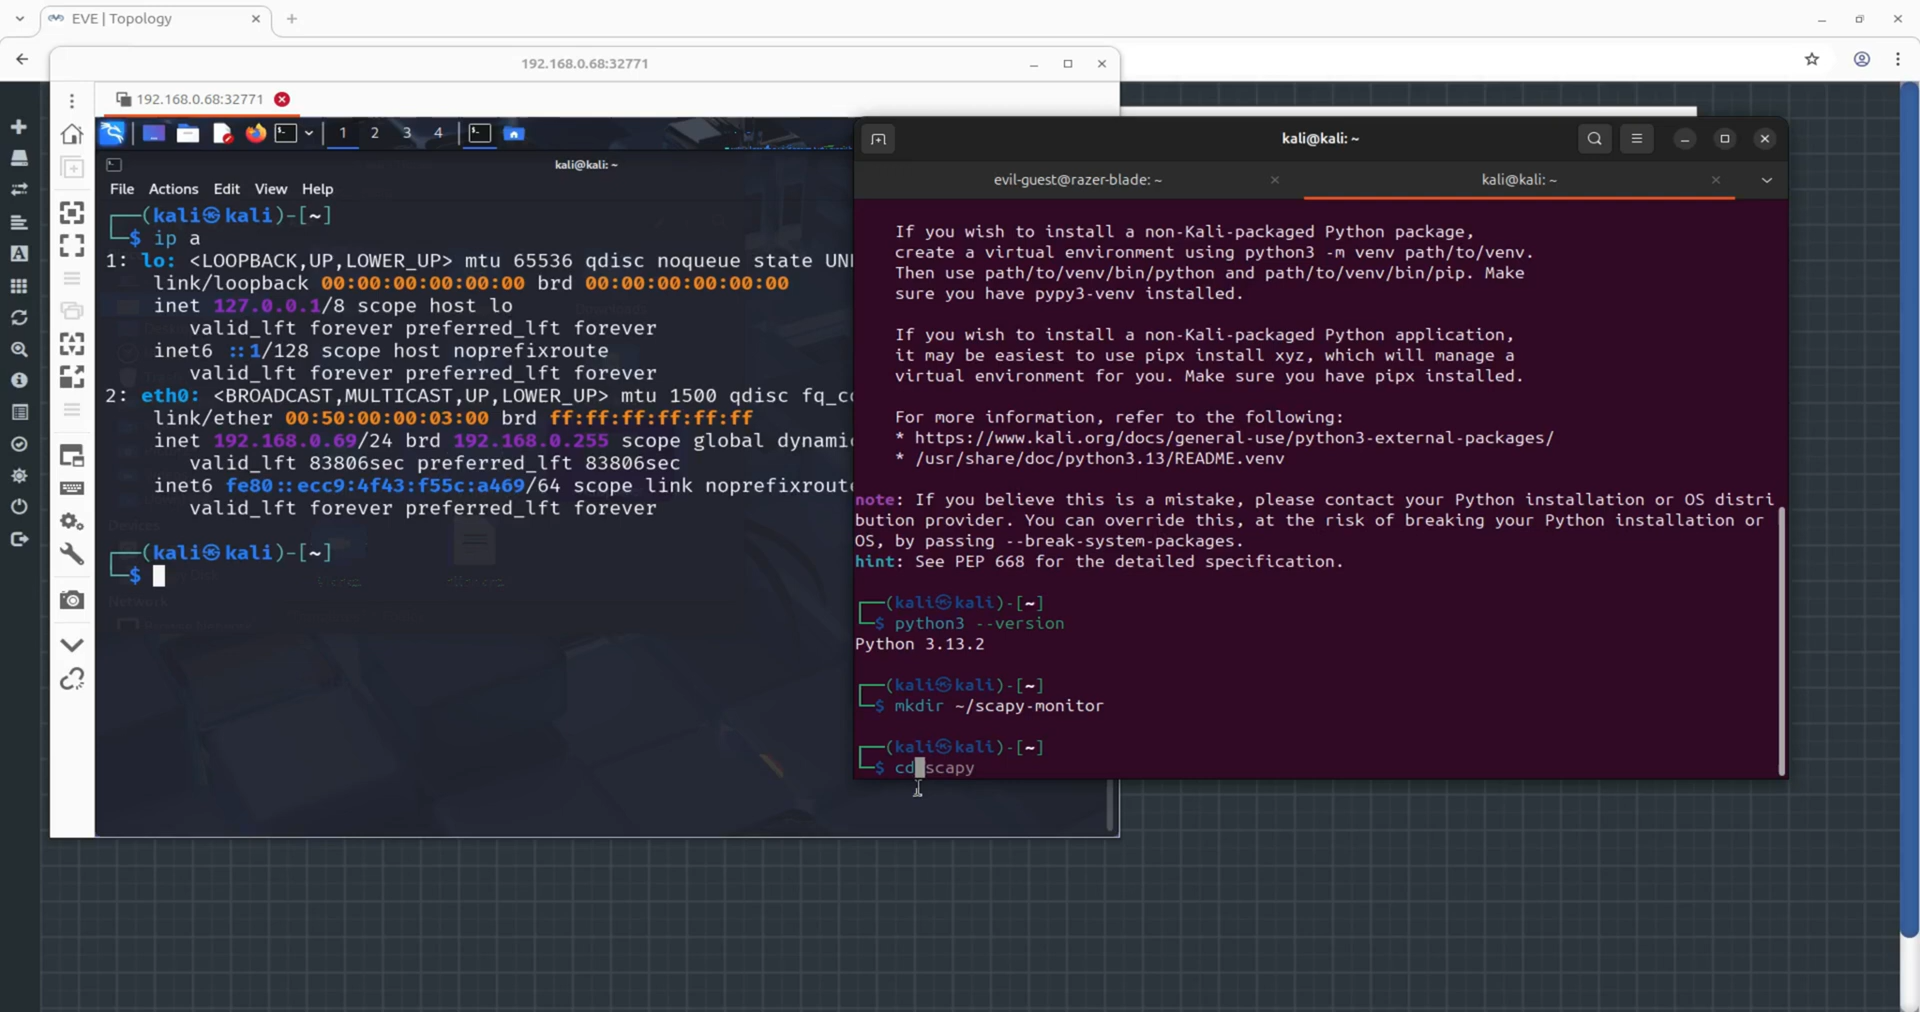 EVE | Topology
192.168.0.68:32771
192.168.0.68:32771
1 2 3 4
kali@kali: ~
File Actions Edit View Help
(kali㉿kali)-[~]
$ ip a
1: lo: <LOOPBACK,UP,LOWER_UP> mtu 65536 qdisc noqueue state
link/loopback 00:00:00:00:00:00 brd 00:00:00:00:00:00
inet 127.0.0.1/8 scope host lo
valid_lft forever preferred_lft forever
inet6 ::1/128 scope host noprefixroute
valid_lft forever preferred_lft forever
2: eth0: <BROADCAST,MULTICAST,UP,LOWER_UP> mtu 1500 qdisc
link/ether 00:50:00:00:03:00 brd ff:ff:ff:ff:ff:ff
inet 192.168.0.69/24 brd 192.168.0.255 scope global dynamic
valid_lft 83806sec preferred_lft 83806sec
inet6 fe80::ecc9:4f43:f55c:a469/64 scope link noprefixroute
valid_lft forever preferred_lft forever
(kali㉿kali)-[~]
$
Devices
Network
kali@kali: ~
evil-guest@razer-blade: ~
kali@kali: ~
If you wish to install a non-Kali-packaged Python package,
create a virtual environment using python3 -m venv path/to/venv.
Then use path/to/venv/bin/python and path/to/venv/bin/pip. Make
sure you have pypy3-venv installed.
If you wish to install a non-Kali-packaged Python application,
it may be easiest to use pipx install xyz, which will manage a
virtual environment for you. Make sure you have pipx installed.
For more information, refer to the following:
* https://www.kali.org/docs/general-use/python3-external-packages/
* /usr/share/doc/python3.13/README.venv
note: If you believe this is a mistake, please contact your Python installation or OS distri
bution provider. You can override this, at the risk of breaking your Python installation or
OS, by passing --break-system-packages.
hint: See PEP 668 for the detailed specification.
(kali㉿kali)-[~]
$ python3 --version
Python 3.13.2
(kali㉿kali)-[~]
$ mkdir ~/scapy-monitor
(kali㉿kali)-[~]
$ cd scapy